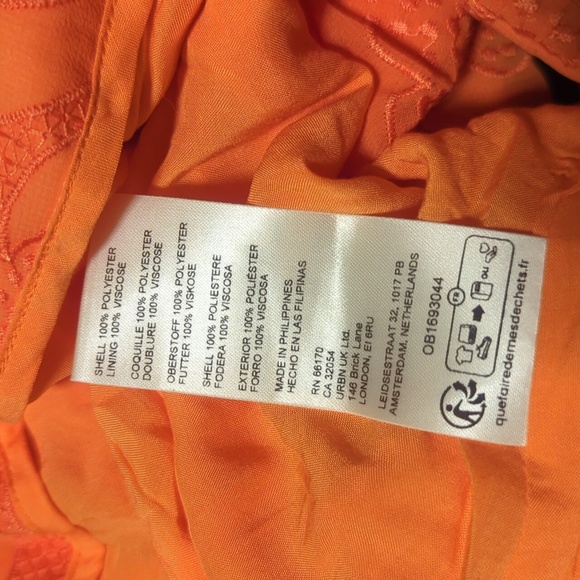 SHELL 100% POLYESTER
LINING 100% VISCOSE
COQUILLE 100% POLYESTER
DOUBLURE 100% VISCOSE
OBERSTOFF 100% POLYESTER
FUTTER 100% VISKOSE
SHELL 100% POLIESTERE
FODERA 100% VISCOSA
EXTERIOR 100% POLIÉSTER
FORRO 100% VISCOSA
MADE IN PHILIPPINES
HECHO EN LAS FILIPINAS
RN 66170
CA 32054
URBN UK Ltd.
146 Brick Lane
LONDON, EI 6RU
LEIDSESTRAAT 32, 1017 PB
AMSTERDAM, NETHERLANDS
OB1693044
FR
OU
quefairedemesdechets.fr